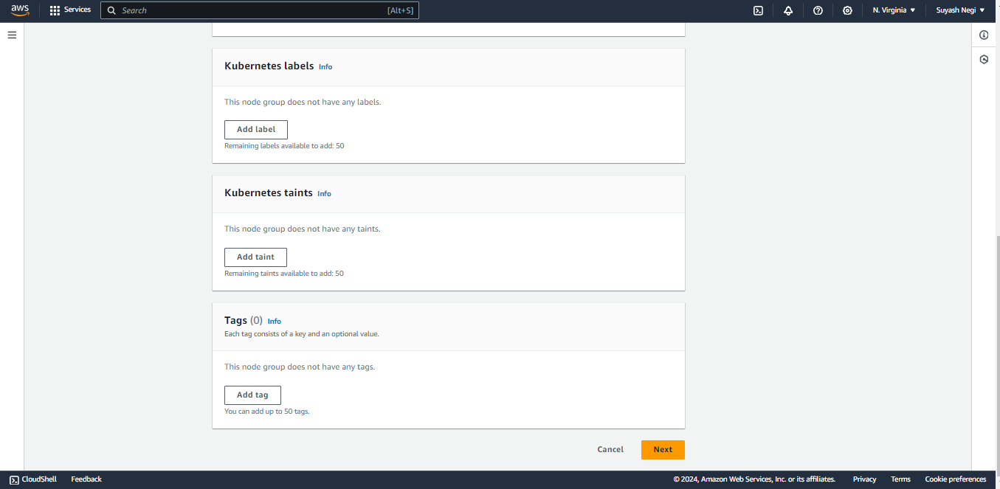 aws
Services
Search
[Alt+S]
N. Virginia
Suyash Negi
Kubernetes labels Info
This node group does not have any labels.
Add label
Remaining labels available to add: 50
Kubernetes taints Info
This node group does not have any taints.
Add taint
Remaining taints available to add: 50
Tags (0) Info
Each tag consists of a key and an optional value.
This node group does not have any tags.
Add tag
You can add up to 50 tags.
Cancel
Next
CloudShell
Feedback
© 2024, Amazon Web Services, Inc. or its affiliates.
Privacy
Terms
Cookie preferences